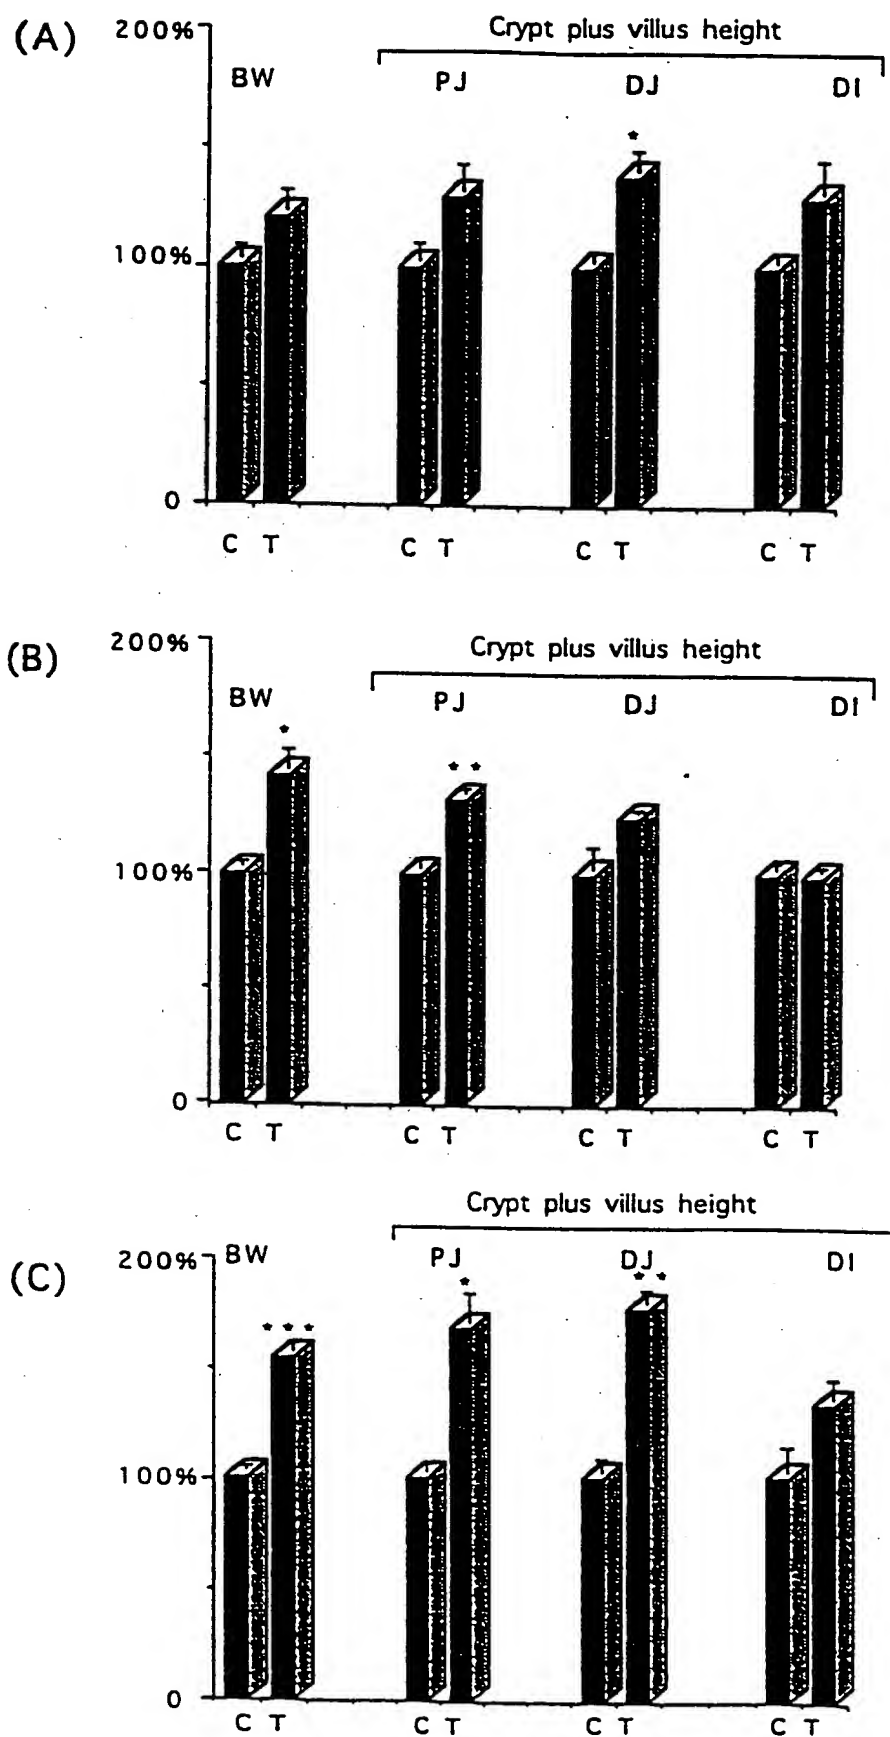 (A)
200%
Crypt plus villus height
BW
PJ
DJ
DI
*
100%
0
C T
C T
C T
C T
(B)
200%
Crypt plus villus height
BW
PJ
DJ
DI
*
* *
100%
0
C T
C T
C T
C T
Crypt plus villus height
(C)
200%
BW
PJ
DJ
DI
* * *
*
* *
100%
0
C T
C T
C T
C T